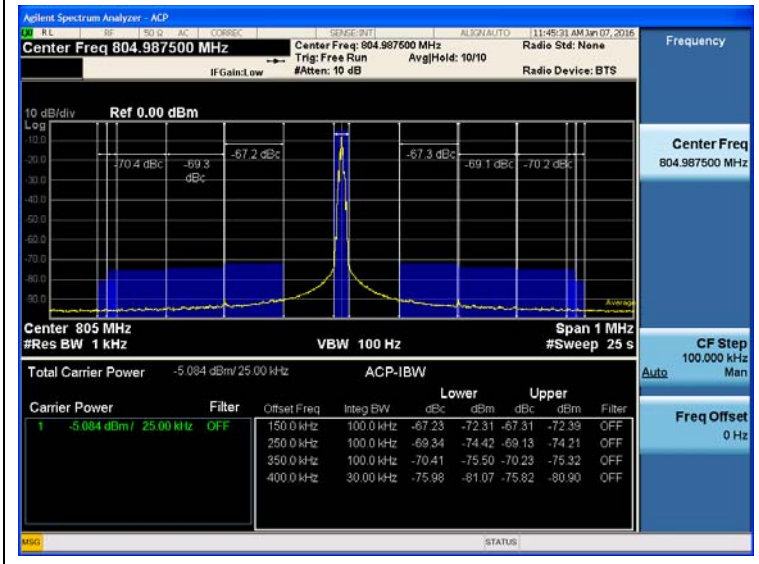 Agilent Spectrum Analyzer - ACP
RL RF 50 Ω AC CORREC SENSE:INT ALIGN AUTO 11:45:31 AM Jan 07, 2016
Center Freq 804.987500 MHz Center Freq: 804.987500 MHz Radio Std: None Frequency
Trig: Free Run Avg|Hold: 10/10
IFGain:Low #Atten: 10 dB Radio Device: BTS
10 dB/div Ref 0.00 dBm
Log
-10.0
-20.0
-30.0
-40.0
-50.0
-60.0
-70.0
-80.0
-90.0
-70.4 dBc -69.3 dBc -67.2 dBc -67.3 dBc -69.1 dBc -70.2 dBc
Average
Center Freq
804.987500 MHz
Center 805 MHz Span 1 MHz
#Res BW 1 kHz VBW 100 Hz #Sweep 25 s
CF Step
100.000 kHz
Auto Man
Total Carrier Power -5.084 dBm/ 25.00 kHz ACP-IBW
Lower Upper
Carrier Power Filter Offset Freq Integ BW dBc dBm dBc dBm Filter
1 -5.084 dBm / 25.00 kHz OFF 150.0 kHz 100.0 kHz -67.23 -72.31 -67.31 -72.39 OFF
250.0 kHz 100.0 kHz -69.34 -74.42 -69.13 -74.21 OFF
350.0 kHz 100.0 kHz -70.41 -75.50 -70.23 -75.32 OFF
400.0 kHz 30.00 kHz -75.98 -81.07 -75.82 -80.90 OFF
Freq Offset
0 Hz
MSG STATUS